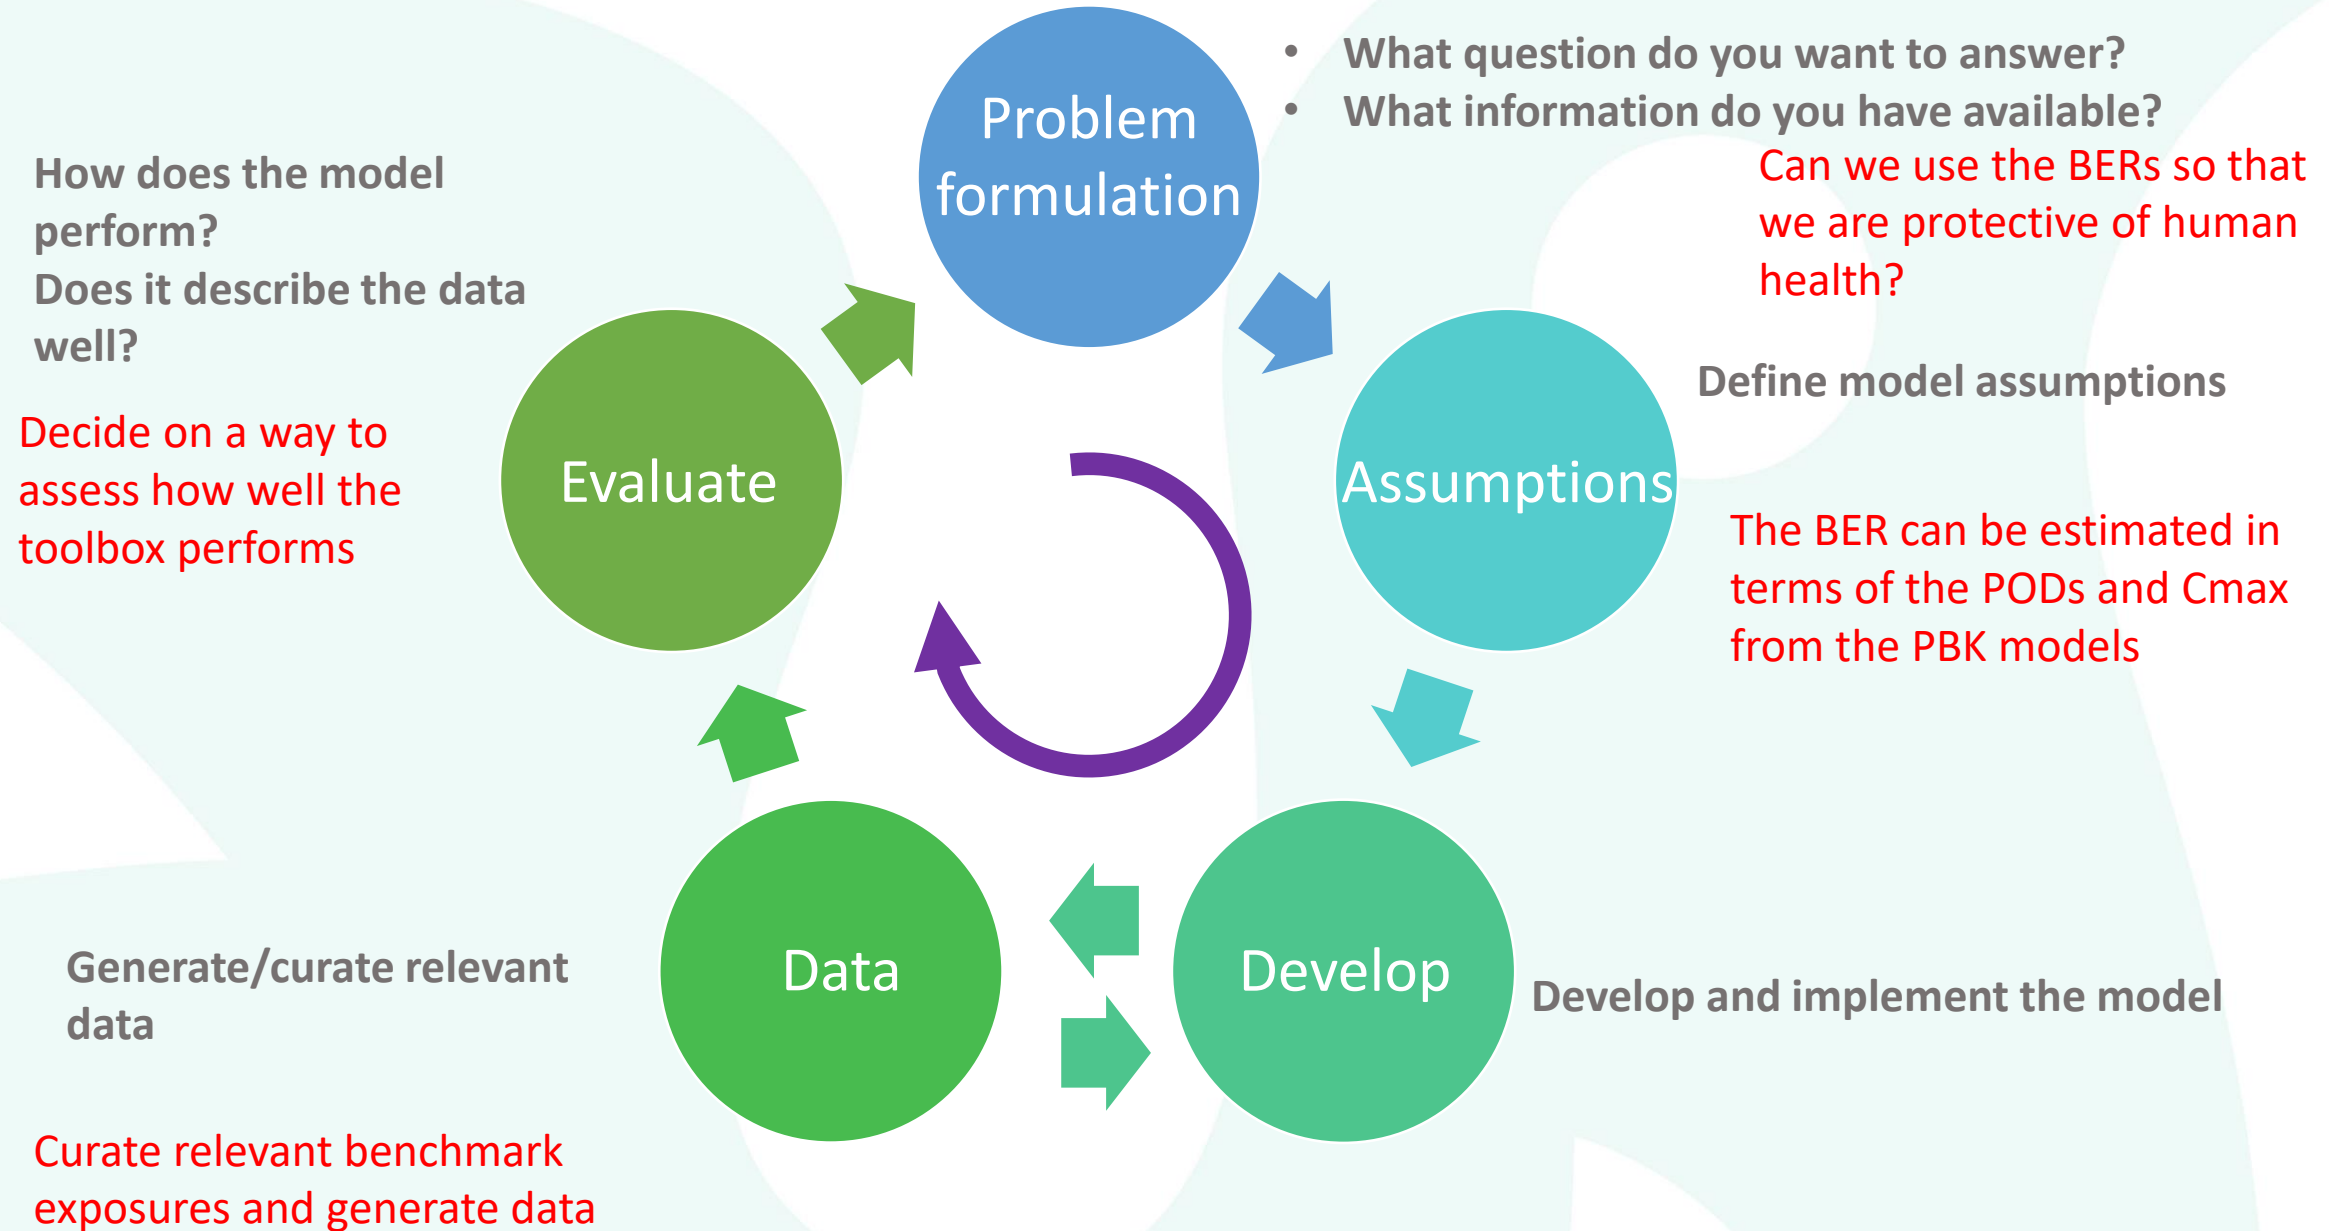 Problem
formulation
• What question do you want to answer?
• What information do you have available?
Can we use the BERs so that
we are protective of human
health?
Assumptions
Define model assumptions
The BER can be estimated in
terms of the PODs and Cmax
from the PBK models
Develop
Develop and implement the model
Data
Generate/curate relevant
data
Curate relevant benchmark
exposures and generate data
Evaluate
How does the model
perform?
Does it describe the data
well?
Decide on a way to
assess how well the
toolbox performs